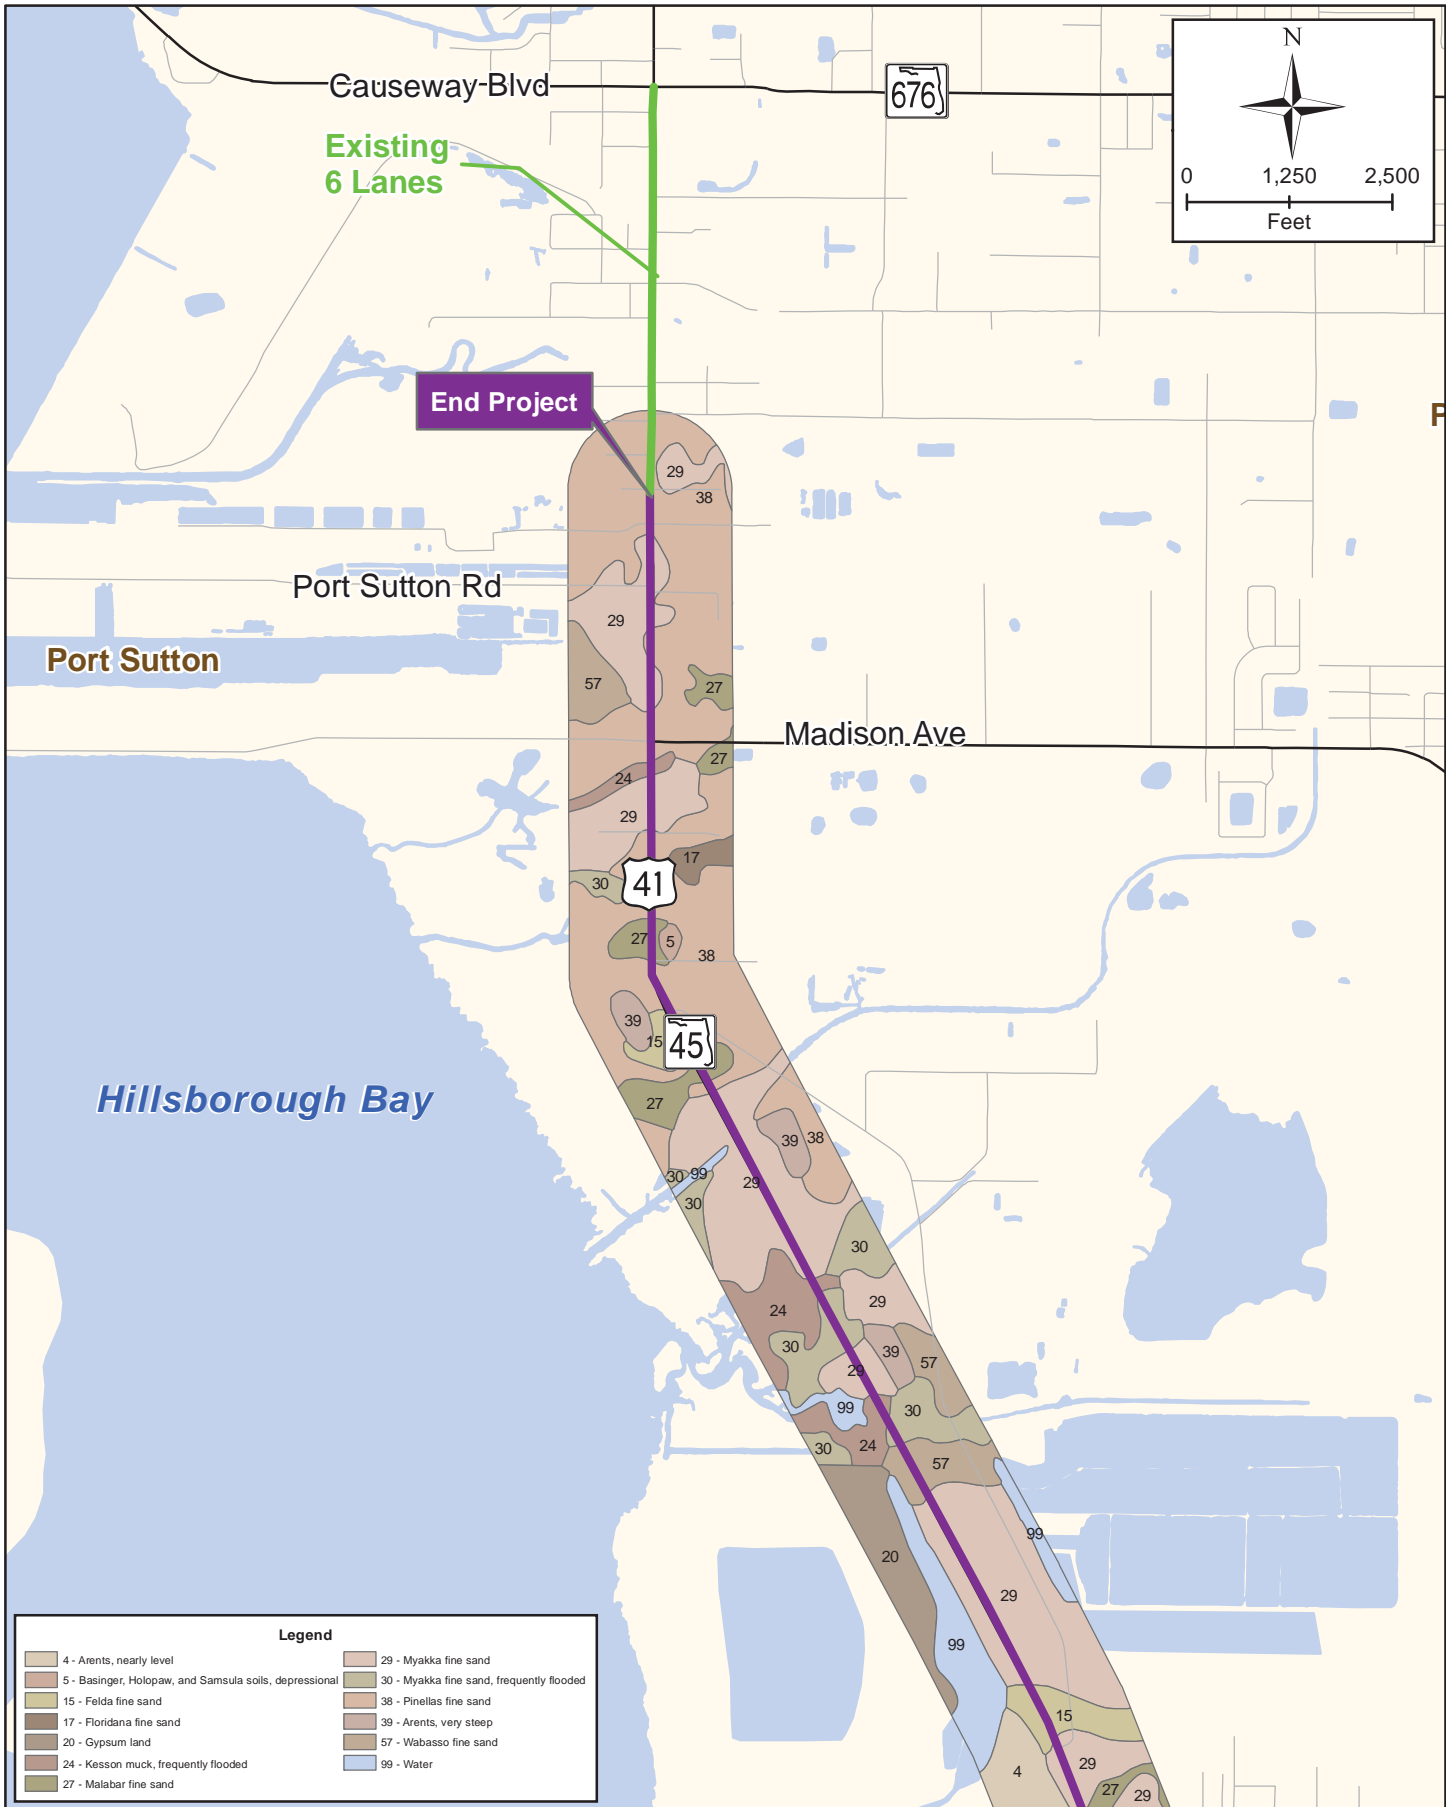 N
0 1,250 2,500
Feet
Causeway Blvd
676
Existing
6 Lanes
End Project
P
29
38
Port Sutton Rd
29
Port Sutton
57
27
Madison Ave
27
24
29
17
30
41
27
5
38
39
15
45
Hillsborough Bay
27
39
38
30
99
29
30
30
24
29
30
39
57
29
99
30
30
24
57
99
20
29
99
15
29
4
27
29
Legend
4 - Arents, nearly level
5 - Basinger, Holopaw, and Samsula soils, depressional
15 - Felda fine sand
17 - Floridana fine sand
20 - Gypsum land
24 - Kesson muck, frequently flooded
27 - Malabar fine sand
29 - Myakka fine sand
30 - Myakka fine sand, frequently flooded
38 - Pinellas fine sand
39 - Arents, very steep
57 - Wabasso fine sand
99 - Water